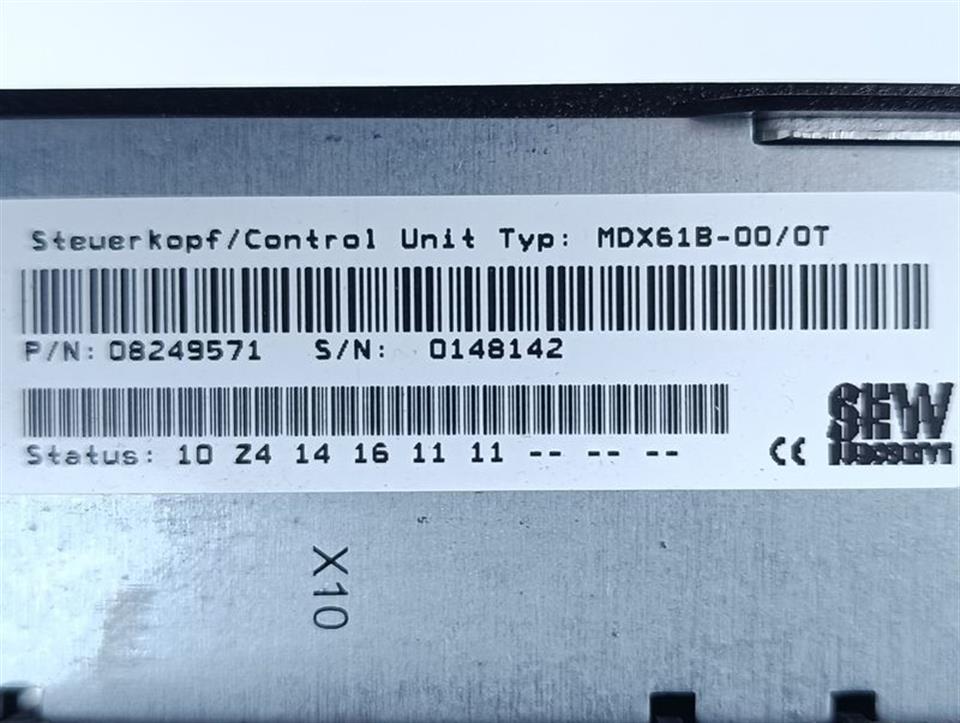 Steuerkopf/Control Unit Typ: MDX61B-00/0T
P/N: 08249571 S/N: 0148142
Status: 10 Z4 14 16 11 11 -- -- --
CE SEW
X10